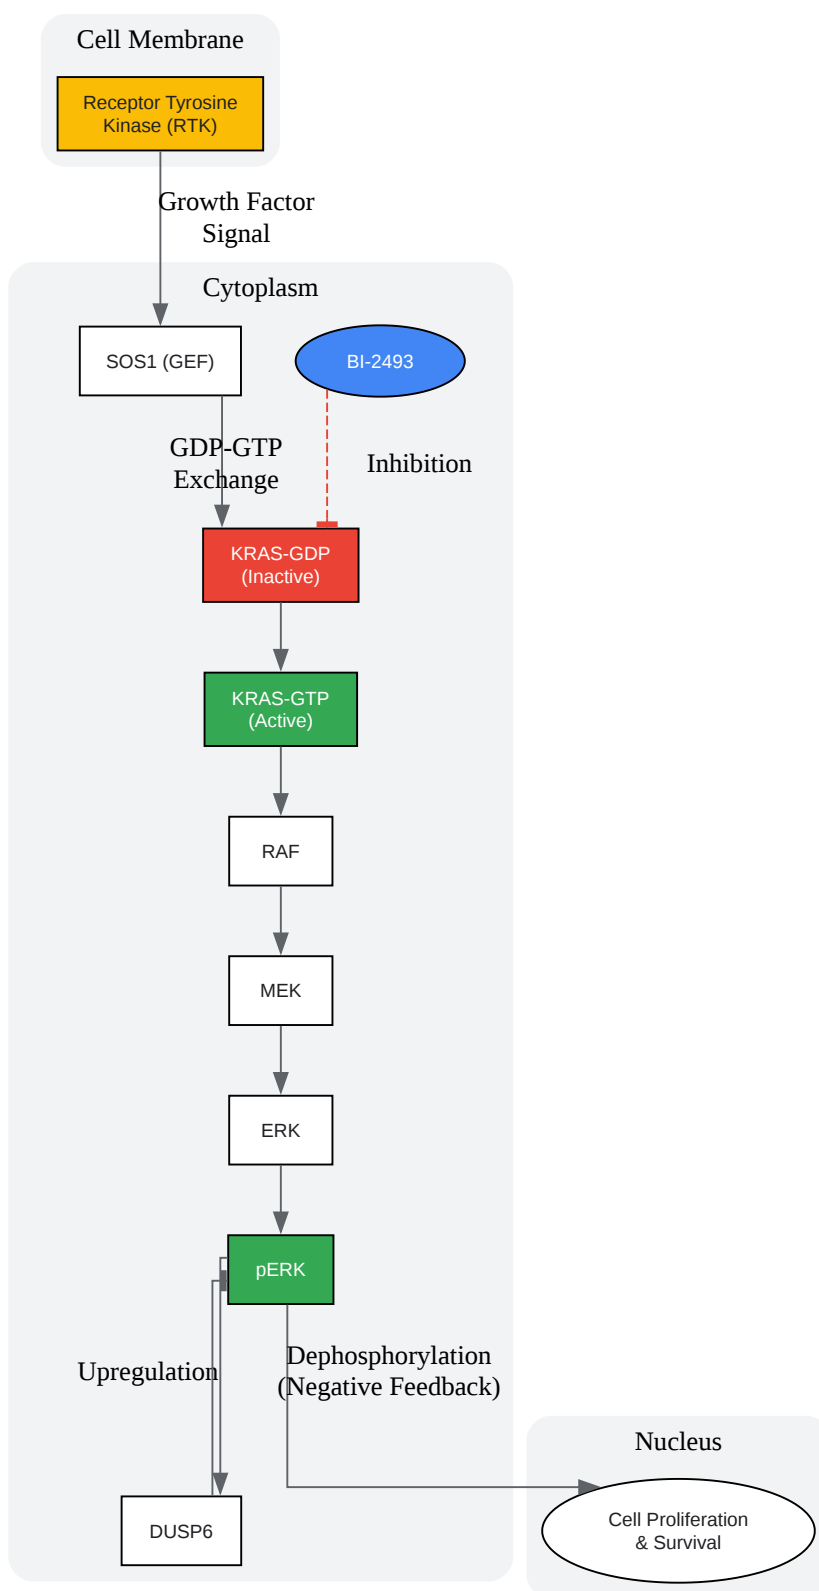 Cell Membrane
Receptor Tyrosine
Kinase (RTK)
Growth Factor
Signal
Cytoplasm
SOS1 (GEF)
BI-2493
GDP-GTP
Exchange
Inhibition
KRAS-GDP
(Inactive)
KRAS-GTP
(Active)
RAF
MEK
ERK
pERK
Upregulation
Dephosphorylation
(Negative Feedback)
Nucleus
DUSP6
Cell Proliferation
& Survival